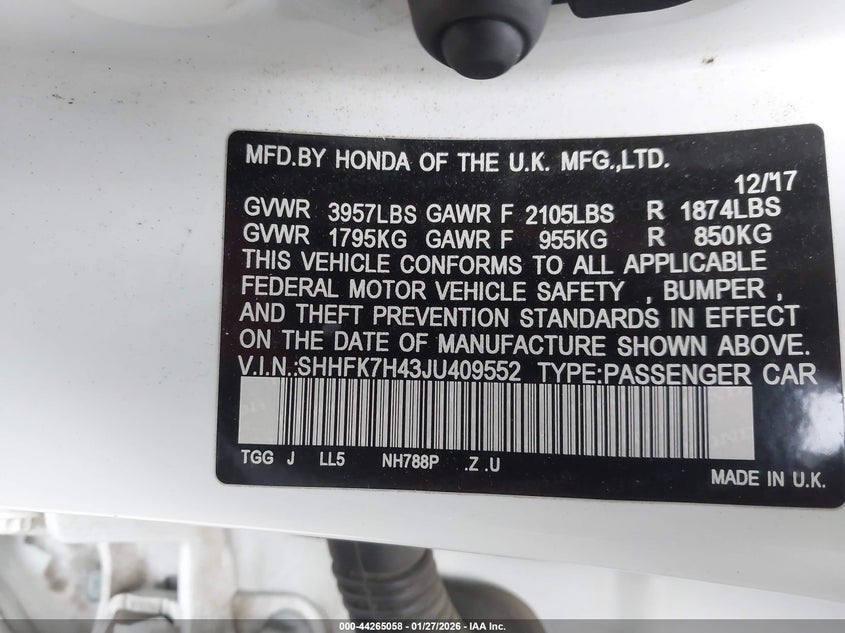 MFD.BY HONDA OF THE U.K. MFG.,LTD.
12/'17
GVWR 3957LBS GAWR F 2105LBS R 1874LBS
GVWR 1795KG GAWR F 955KG R 850KG
THIS VEHICLE CONFORMS TO ALL APPLICABLE
FEDERAL MOTOR VEHICLE SAFETY , BUMPER ,
AND THEFT PREVENTION STANDARDS IN EFFECT
ON THE DATE OF MANUFACTURE SHOWN ABOVE.
V.I.N.:SHHFK7H43JU409552 TYPE:PASSENGER CAR
TGG J LL5 NH788P .Z .U
MADE IN U.K.
000-44265058 - 01/27/2026 - IAA Inc.